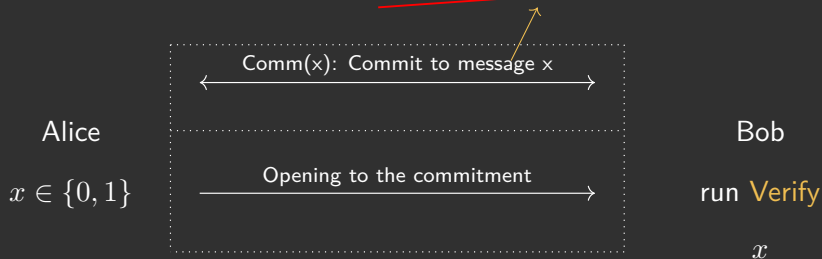 Comm(x): Commit to message x
Alice
Bob
Opening to the commitment
x ∈ {0, 1}
run Verify
x